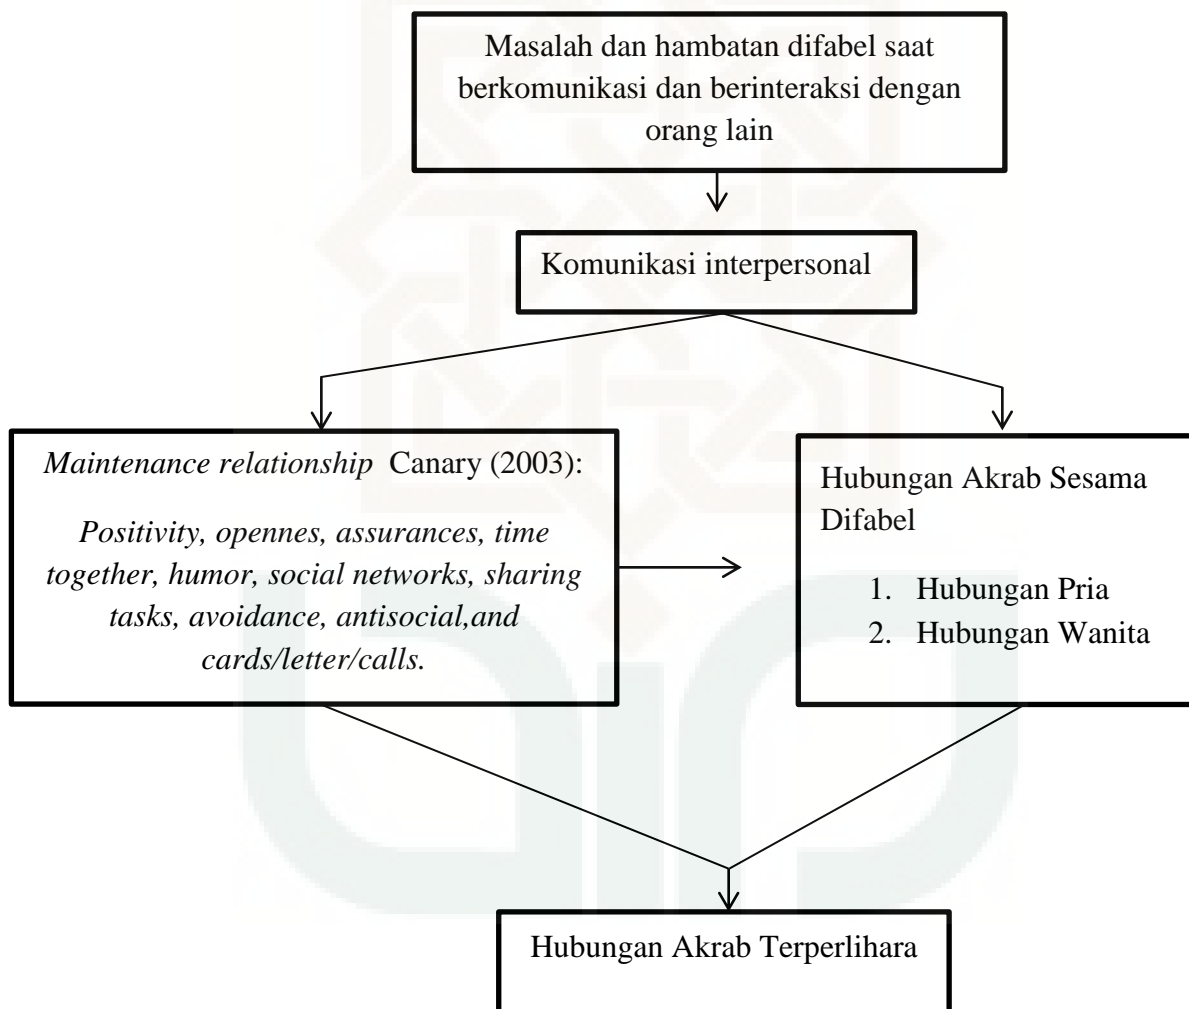 Masalah dan hambatan difabel saat
berkomunikasi dan berinteraksi dengan
orang lain
Komunikasi interpersonal
Maintenance relationship Canary (2003):
Positivity, opennes, assurances, time
together, humor, social networks, sharing
tasks, avoidance, antisocial,and
cards/letter/calls.
Hubungan Akrab Sesama
Difabel
1. Hubungan Pria
2. Hubungan Wanita
Hubungan Akrab Terperlihara